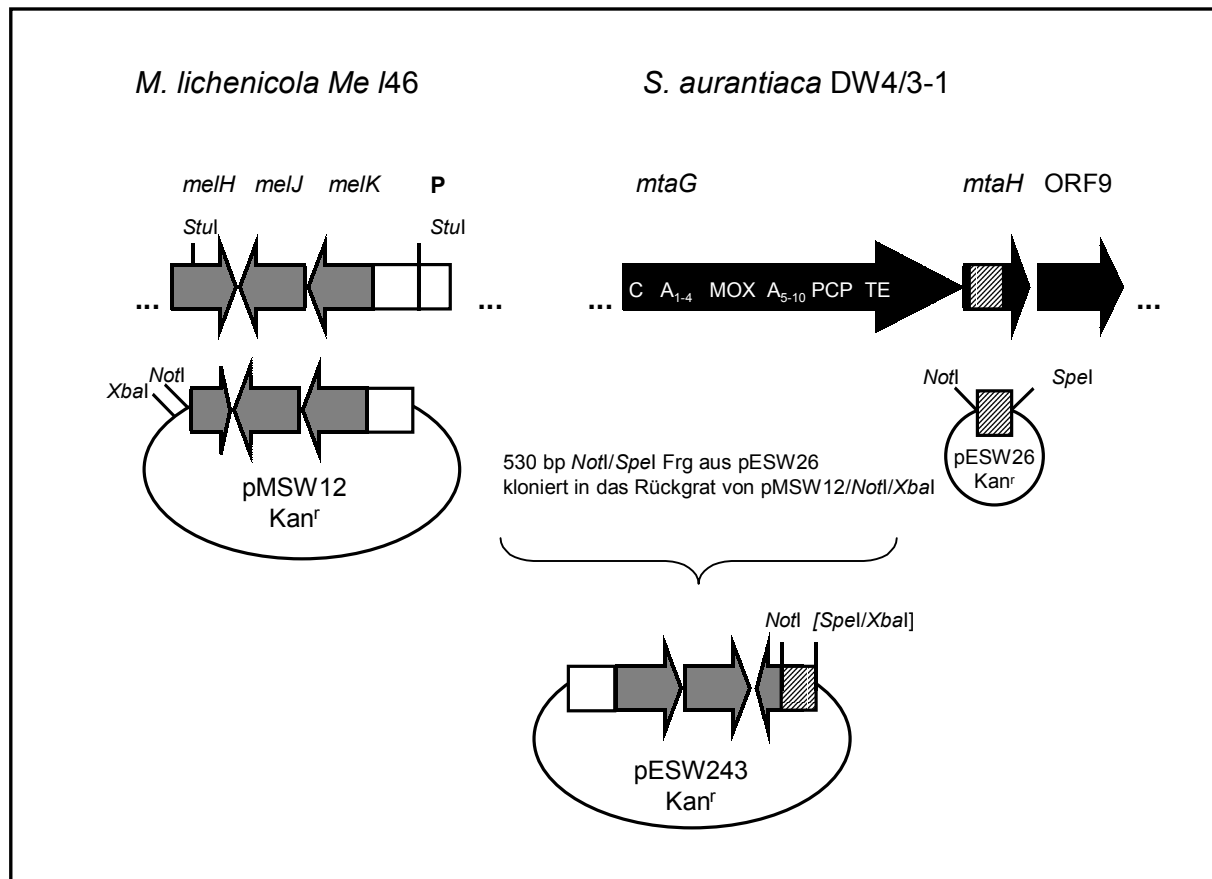 M. lichenicola Me l46
S. aurantiaca DW4/3-1
melH melJ melK P
mtaG
mtaH ORF9
StuI
StuI
...
...
...
C A1-4 MOX A5-10 PCP TE
...
XbaI
NotI
NotI
SpeI
pMSW12
Kanr
pESW26
Kanr
530 bp NotI/SpeI Frg aus pESW26
kloniert in das Rückgrat von pMSW12/NotI/XbaI
NotI [SpeI/XbaI]
pESW243
Kanr